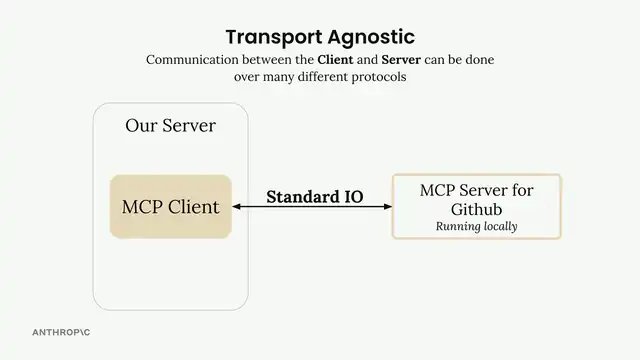 Transport Agnostic
Communication between the Client and Server can be done
over many different protocols
Our Server
MCP Client
Standard IO
MCP Server for
Github
Running locally
ANTHROP\C